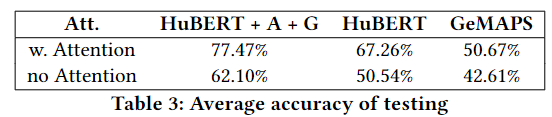 Att. HuBERT + A + G HuBERT GeMAPS
w. Attention 77.47% 67.26% 50.67%
no Attention 62.10% 50.54% 42.61%
Table 3: Average accuracy of testing